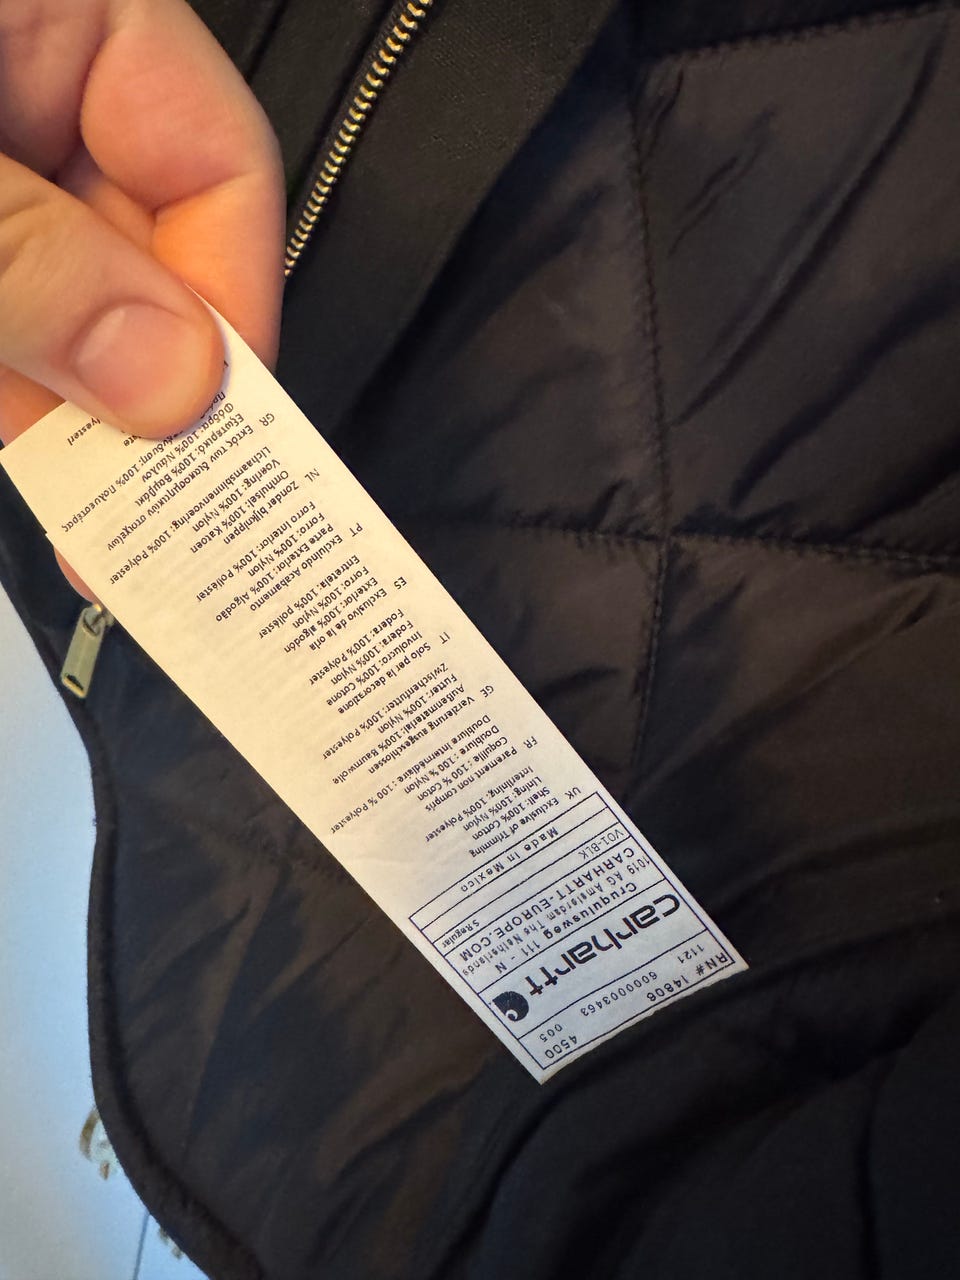 RN# 14806 4500
1121 6000003463 005
carhartt
Cruquiusweg 111 - N
1019 AG Amsterdam The Netherlands
CARHARTT-EUROPE.COM
V01-BLK S Regular
Made in Mexico
UK
Exclusive of Trimming
Shell: 100% Cotton
Lining: 100% Nylon
Interlining: 100% Polyester
FR
Parement non compris
Coquille : 100 % Coton
Doublure : 100 % Nylon
Doublure Intermédiaire : 100 % Polyester
GE
Verzierung ausgeschlossen
Außenmaterial: 100% Baumwolle
Futter: 100% Nylon
Zwischenfutter: 100% Polyester
IT
Solo per la decorazione
Involucro: 100% Cotone
Fodera: 100% Nylon
Fodera: 100% Polyester
ES
Exclusivo de la orla
Exterior: 100% algodón
Forro: 100% Nylon
Entretela: 100% poliéster
PT
Excluindo Acabamento
Parte Exterior: 100% Algodão
Forro: 100% Nylon
Forro Interior: 100% Poliéster
NL
Zonder bijknippen
Omhulsel: 100% Katoen
Voering: 100% Nylon
Lichaamsbinnenvoering: 100% Polyester
GR
Εκτός των διακοσμητικών στοιχείων
Εξωτερικό: 100% Βαμβάκι
Φόδρα: 100% Νάυλον
100% Πολυεστέρας